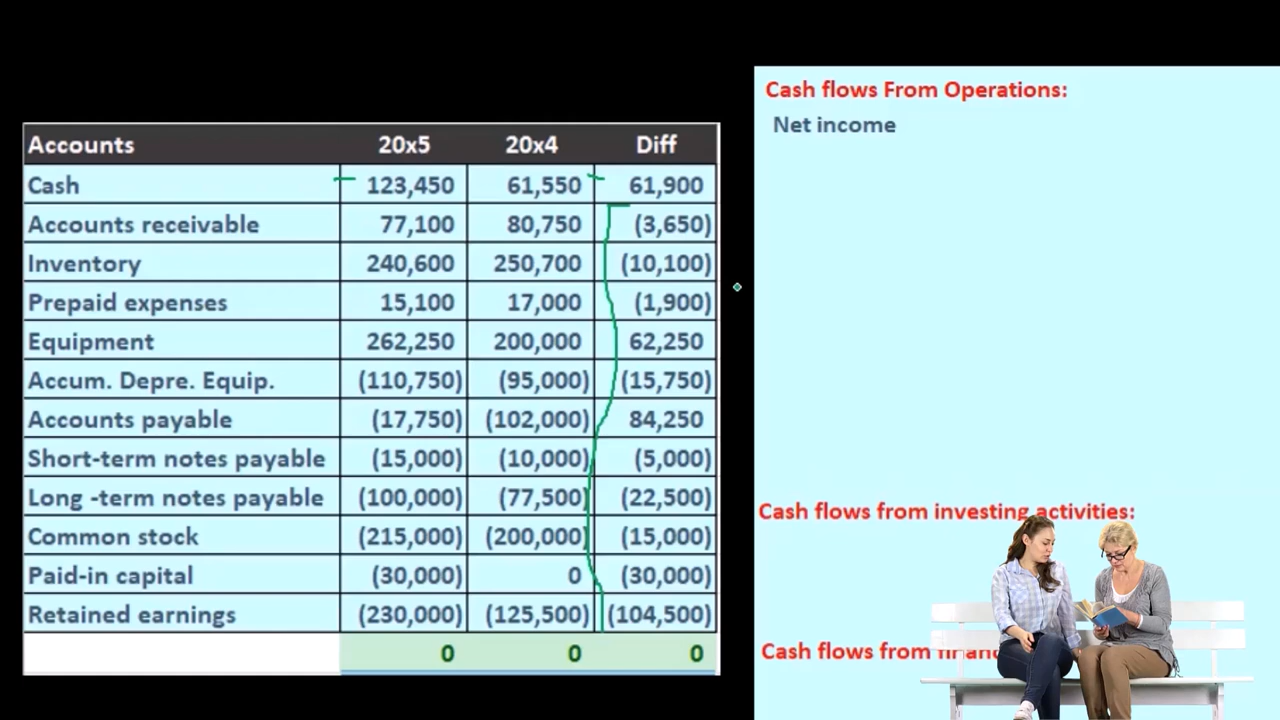 Accounts 20x5 20x4 Diff
Cash 123,450 61,550 61,900
Accounts receivable 77,100 80,750 (3,650)
Inventory 240,600 250,700 (10,100)
Prepaid expenses 15,100 17,000 (1,900)
Equipment 262,250 200,000 62,250
Accum. Depre. Equip. (110,750) (95,000) (15,750)
Accounts payable (17,750) (102,000) 84,250
Short-term notes payable (15,000) (10,000) (5,000)
Long -term notes payable (100,000) (77,500) (22,500)
Common stock (215,000) (200,000) (15,000)
Paid-in capital (30,000) 0 (30,000)
Retained earnings (230,000) (125,500) (104,500)
0 0 0
Cash flows From Operations:
Net income
Cash flows from investing activities:
Cash flows from